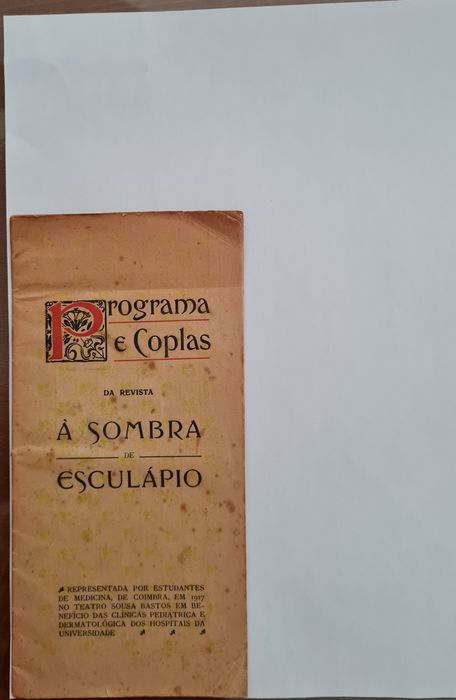 Programa
e Coplas
DA REVISTA
À SOMBRA
DE
ESCULÁPIO
REPRESENTADA POR ESTUDANTES
DE MEDICINA, DE COIMBRA, EM 1917
NO TEATRO SOUSA BASTOS EM BE-
NEFÍCIO DAS CLÍNICAS PEDIÁTRICA E
DERMATOLÓGICA DOS HOSPITAIS DA
UNIVERSIDADE